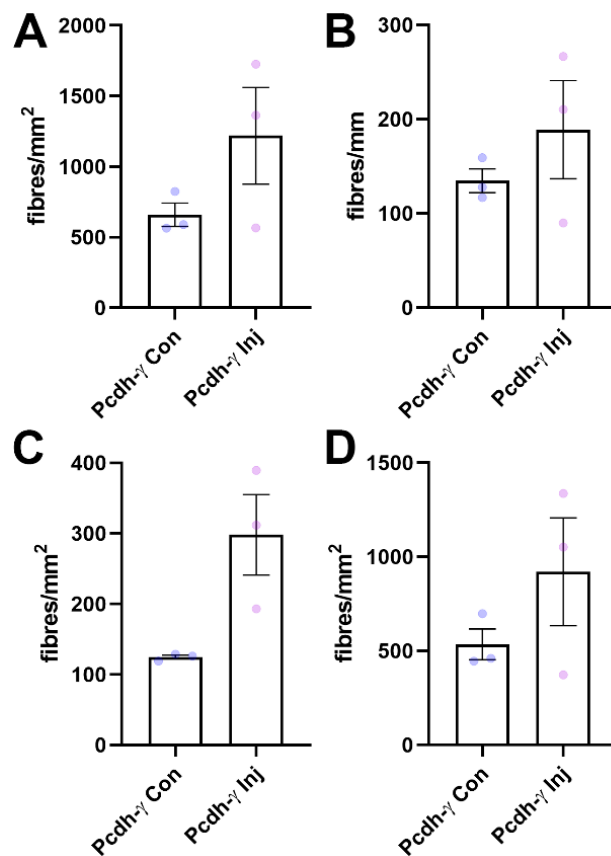 A
fibres/mm²
2000
1500
1000
500
0
Pcdh-γ Con
Pcdh-γ Inj
B
fibres/mm
300
200
100
0
Pcdh-γ Con
Pcdh-γ Inj
C
fibres/mm²
400
300
200
100
0
Pcdh-γ Con
Pcdh-γ Inj
D
fibres/mm²
1500
1000
500
0
Pcdh-γ Con
Pcdh-γ Inj